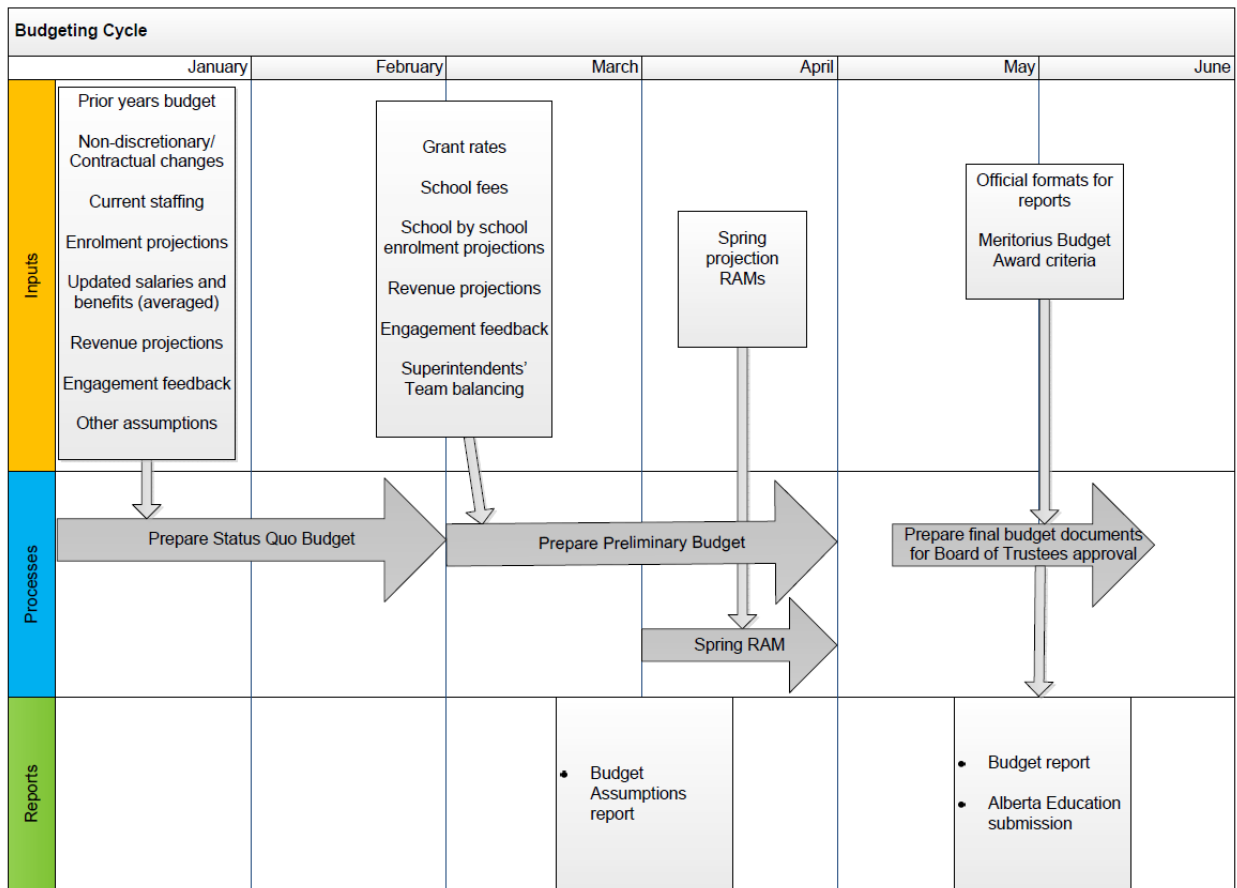 Budgeting Cycle
January
February
March
April
May
June
Inputs
Prior years budget
Non-discretionary/
Contractual changes
Current staffing
Enrolment projections
Updated salaries and
benefits (averaged)
Revenue projections
Engagement feedback
Other assumptions
Grant rates
School fees
School by school
enrolment projections
Revenue projections
Engagement feedback
Superintendents’
Team balancing
Spring
projection
RAMs
Official formats for
reports
Meritorius Budget
Award criteria
Processes
Prepare Status Quo Budget
Prepare Preliminary Budget
Spring RAM
Prepare final budget documents
for Board of Trustees approval
Reports
• Budget
Assumptions
report
• Budget report
• Alberta Education
submission